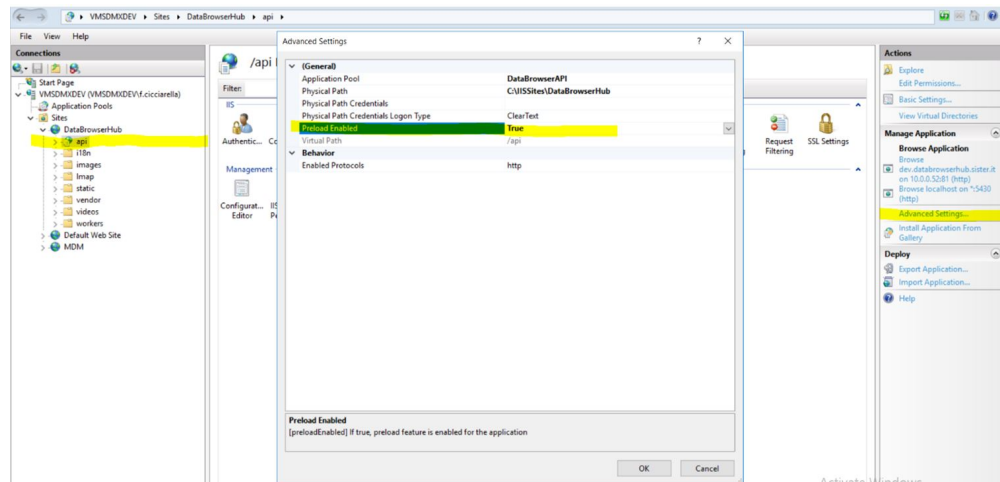 VMSDMXDEV Sites DataBrowserHub api
File View Help
Connections
Start Page
VMSDMXDEV (VMSDMXDEV\f.cicciarella)
Application Pools
Sites
DataBrowserHub
api
i18n
images
lmap
static
vendor
videos
workers
Default Web Site
MDM
/api
Filter:
IIS
Authentic...
Management
Configurat...
Editor
Advanced Settings
? X
(General)
Application Pool DataBrowserAPI
Physical Path C:\IISSites\DataBrowserHub
Physical Path Credentials
Physical Path Credentials Logon Type ClearText
Preload Enabled True
Virtual Path /api
Behavior
Enabled Protocols http
Preload Enabled
[preloadEnabled] If true, preload feature is enabled for the application
OK Cancel
Request
Filtering
SSL Settings
Actions
Explore
Edit Permissions...
Basic Settings...
View Virtual Directories
Manage Application
Browse Application
Browse
dev.databrowserhub.sister.it
on 10.0.0.52:81 (http)
Browse localhost on *:5430
(http)
Advanced Settings...
Install Application From
Gallery
Deploy
Export Application...
Import Application...
Help